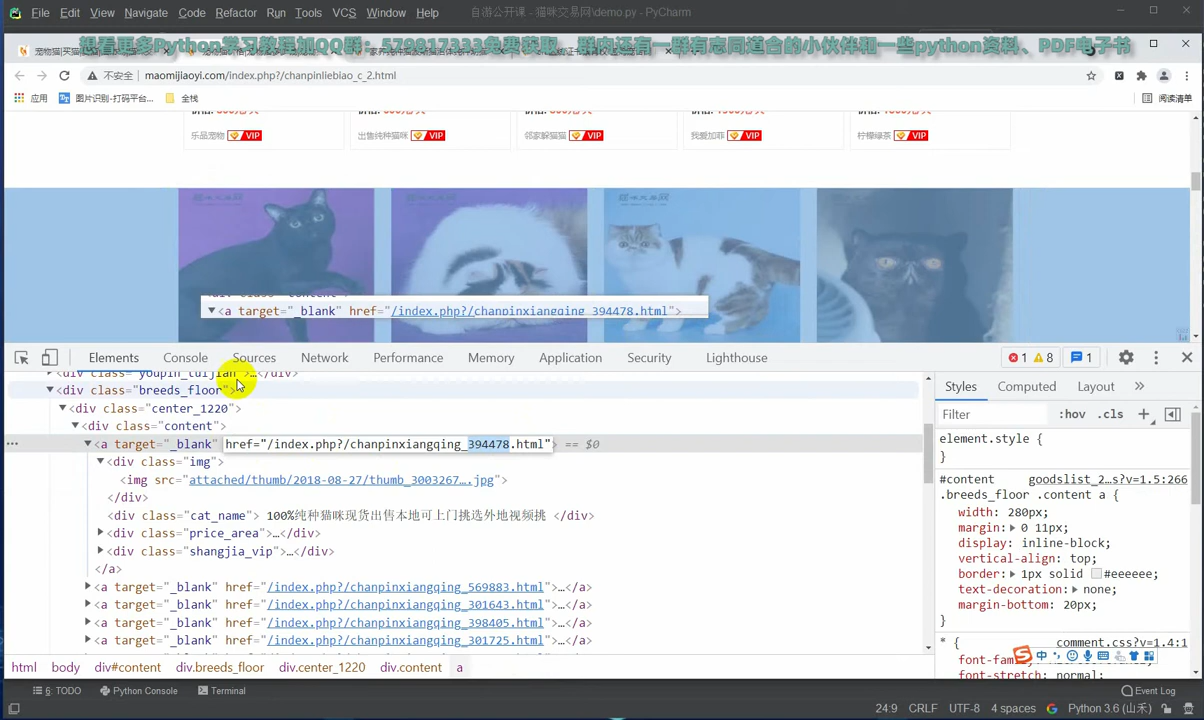 File Edit View Navigate Code Refactor Run Tools VCS Window Help 自游公开课 - 猫咪交易网\demo.py - PyCharm
想看更多Python学习教程加QQ群：579817333免费获取，群内还有一群有志同道合的小伙伴和一些python资料、PDF电子书
不安全 maomijiaoyi.com/index.php?/chanpinliebiao_c_2.html
应用 图片识别-打码平台... 全栈 阅读清单
乐品宠物 VIP 出售纯种猫咪 VIP 邻家躲猫猫 VIP 我爱加菲 VIP 柠檬绿茶 VIP
▼<a target="_blank" href="/index.php?/chanpinxiangqing_394478.html">
Elements Console Sources Network Performance Memory Application Security Lighthouse 1 8 1
<div class="youpin_tuijian">…</div>
▼<div class="breeds_floor">
▼<div class="center_1220">
▼<div class="content">
▼<a target="_blank" href="/index.php?/chanpinxiangqing_394478.html"> == $0
▼<div class="img">
<img src="attached/thumb/2018-08-27/thumb_3003267….jpg">
</div>
<div class="cat_name"> 100%纯种猫咪现货出售本地可上门挑选外地视频挑 </div>
▶<div class="price_area">…</div>
▶<div class="shangjia_vip">…</div>
</a>
▶<a target="_blank" href="/index.php?/chanpinxiangqing_569883.html">…</a>
▶<a target="_blank" href="/index.php?/chanpinxiangqing_301643.html">…</a>
▶<a target="_blank" href="/index.php?/chanpinxiangqing_398405.html">…</a>
▶<a target="_blank" href="/index.php?/chanpinxiangqing_301725.html">…</a>
html body div#content div.breeds_floor div.center_1220 div.content a
Styles Computed Layout »
Filter :hov .cls +
element.style {
}
#content goodslist_2…s?v=1.5:266
.breeds_floor .content a {
width: 280px;
margin:▶ 0 11px;
display: inline-block;
vertical-align: top;
border:▶ 1px solid #eeeeee;
text-decoration:▶ none;
margin-bottom: 20px;
}
* { comment.css?v=1.4:1
font-stretch: normal;
6: TODO Python Console Terminal Event Log
24:9 CRLF UTF-8 4 spaces Python 3.6 (山禾)